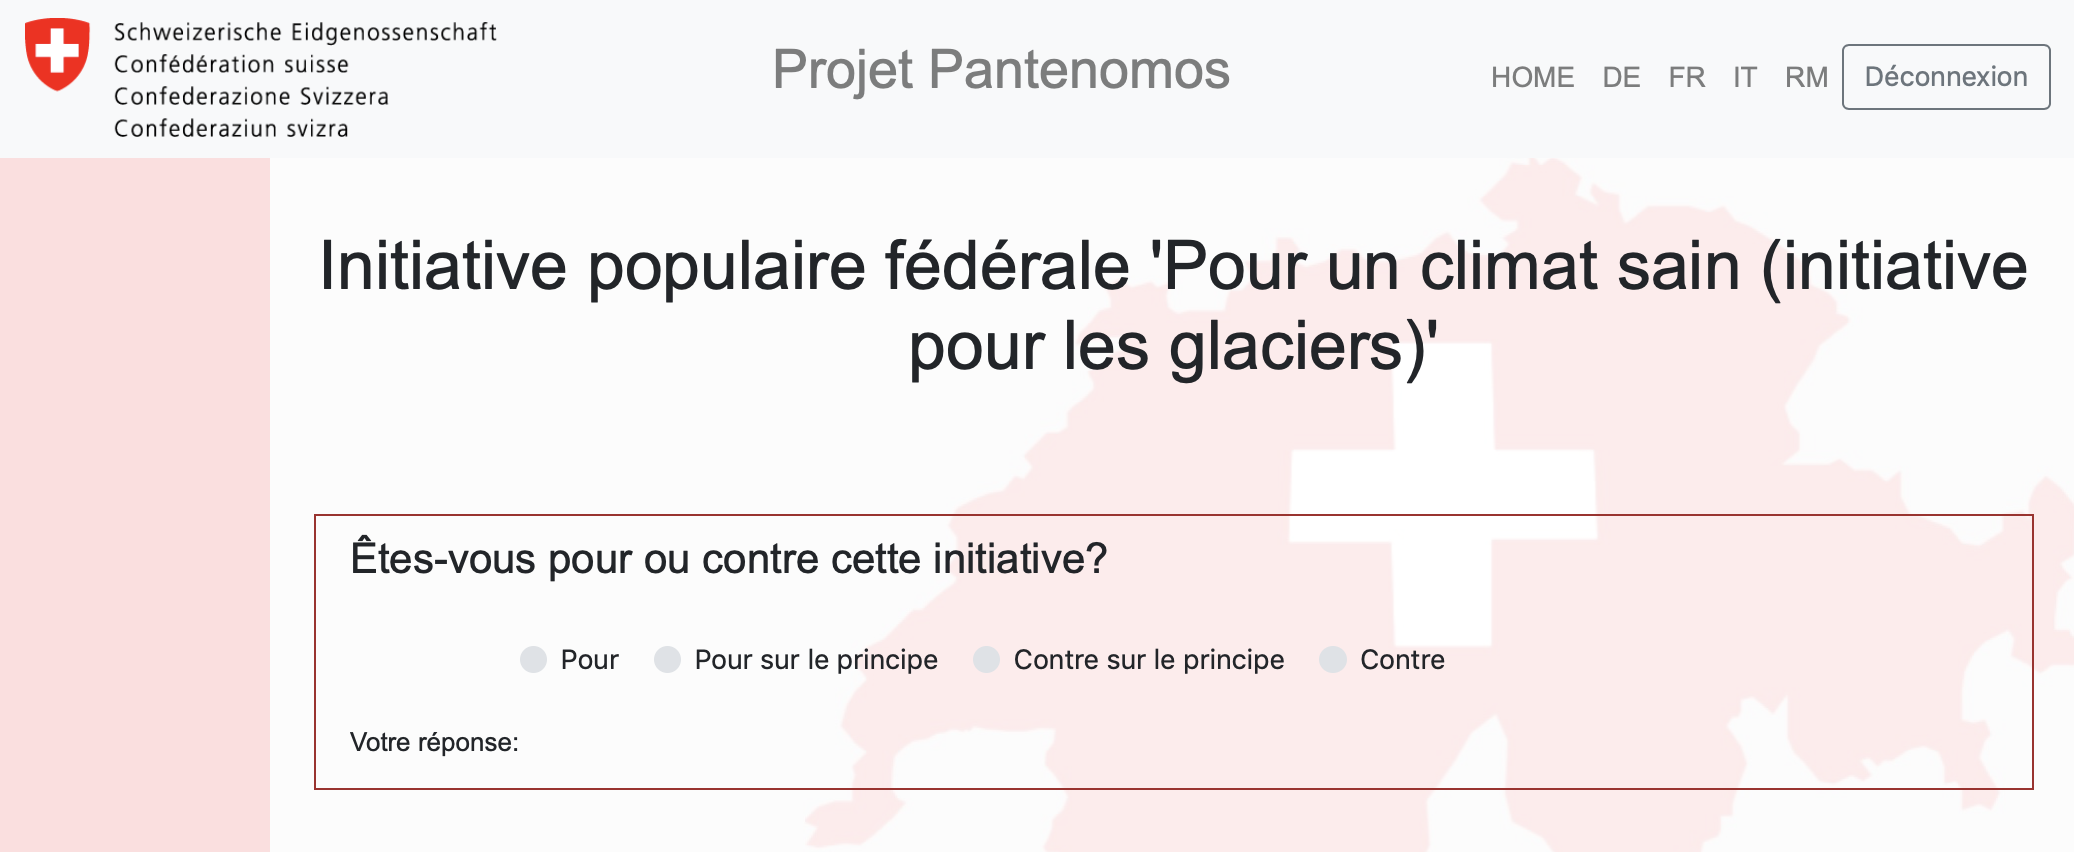 Schweizerische Eidgenossenschaft
Confédération suisse
Confederazione Svizzera
Confederaziun svizra
Projet Pantenomos
HOME DE FR IT RM Déconnexion
Initiative populaire fédérale 'Pour un climat sain (initiative
pour les glaciers)'
Êtes-vous pour ou contre cette initiative?
Pour Pour sur le principe Contre sur le principe Contre
Votre réponse: